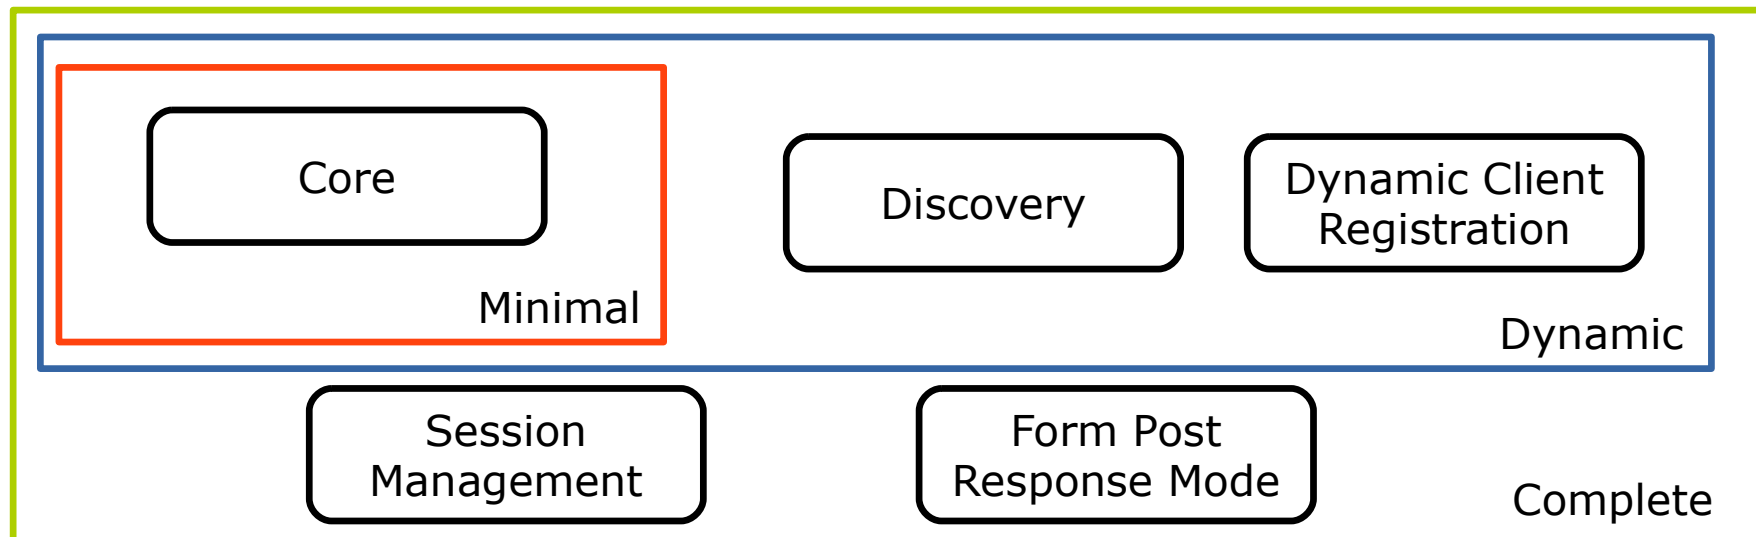 Core
Discovery
Dynamic Client
Registration
Minimal
Dynamic
Session
Management
Form Post
Response Mode
Complete